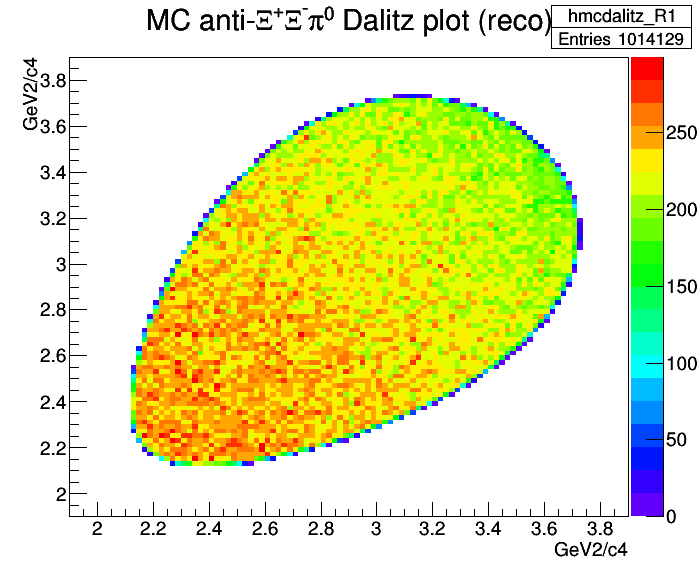 MC anti-Ξ⁺Ξ⁻π⁰ Dalitz plot (reco)
hmcdalitz_R1
Entries 1014129
GeV2/c4
3.8
3.6
3.4
3.2
3
2.8
2.6
2.4
2.2
2
2 2.2 2.4 2.6 2.8 3 3.2 3.4 3.6 3.8
GeV2/c4
250
200
150
100
50
0